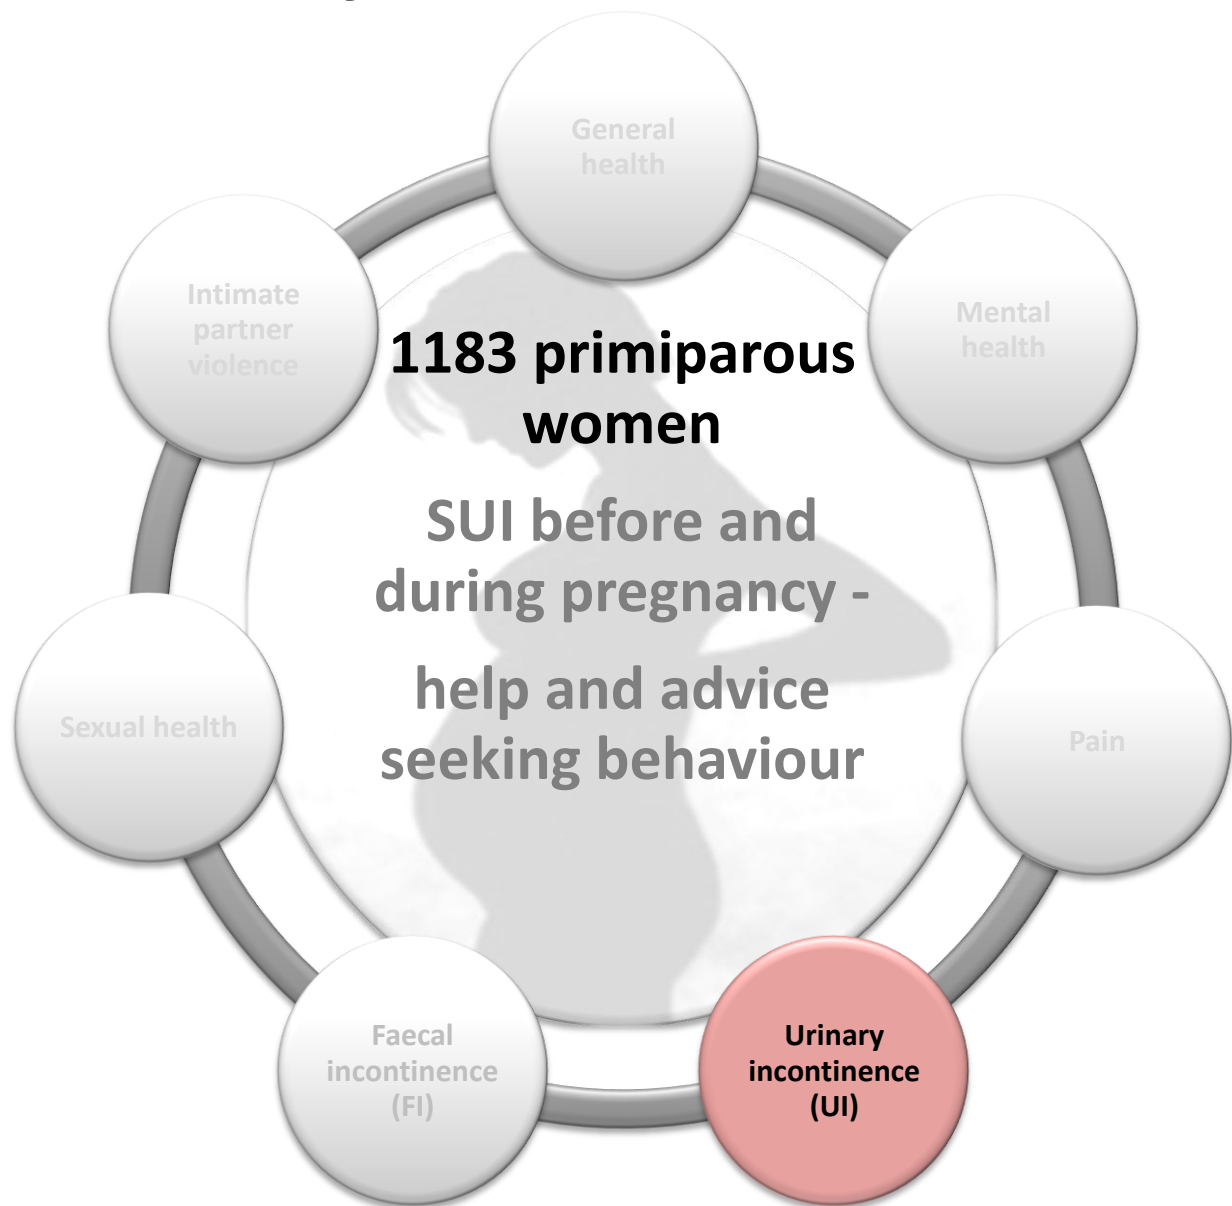 General
health
Intimate
partner
violence
Mental
health
1183 primiparous
women
SUI before and
during pregnancy -
help and advice
seeking behaviour
Sexual health
Pain
Faecal
incontinence
(FI)
Urinary
incontinence
(UI)